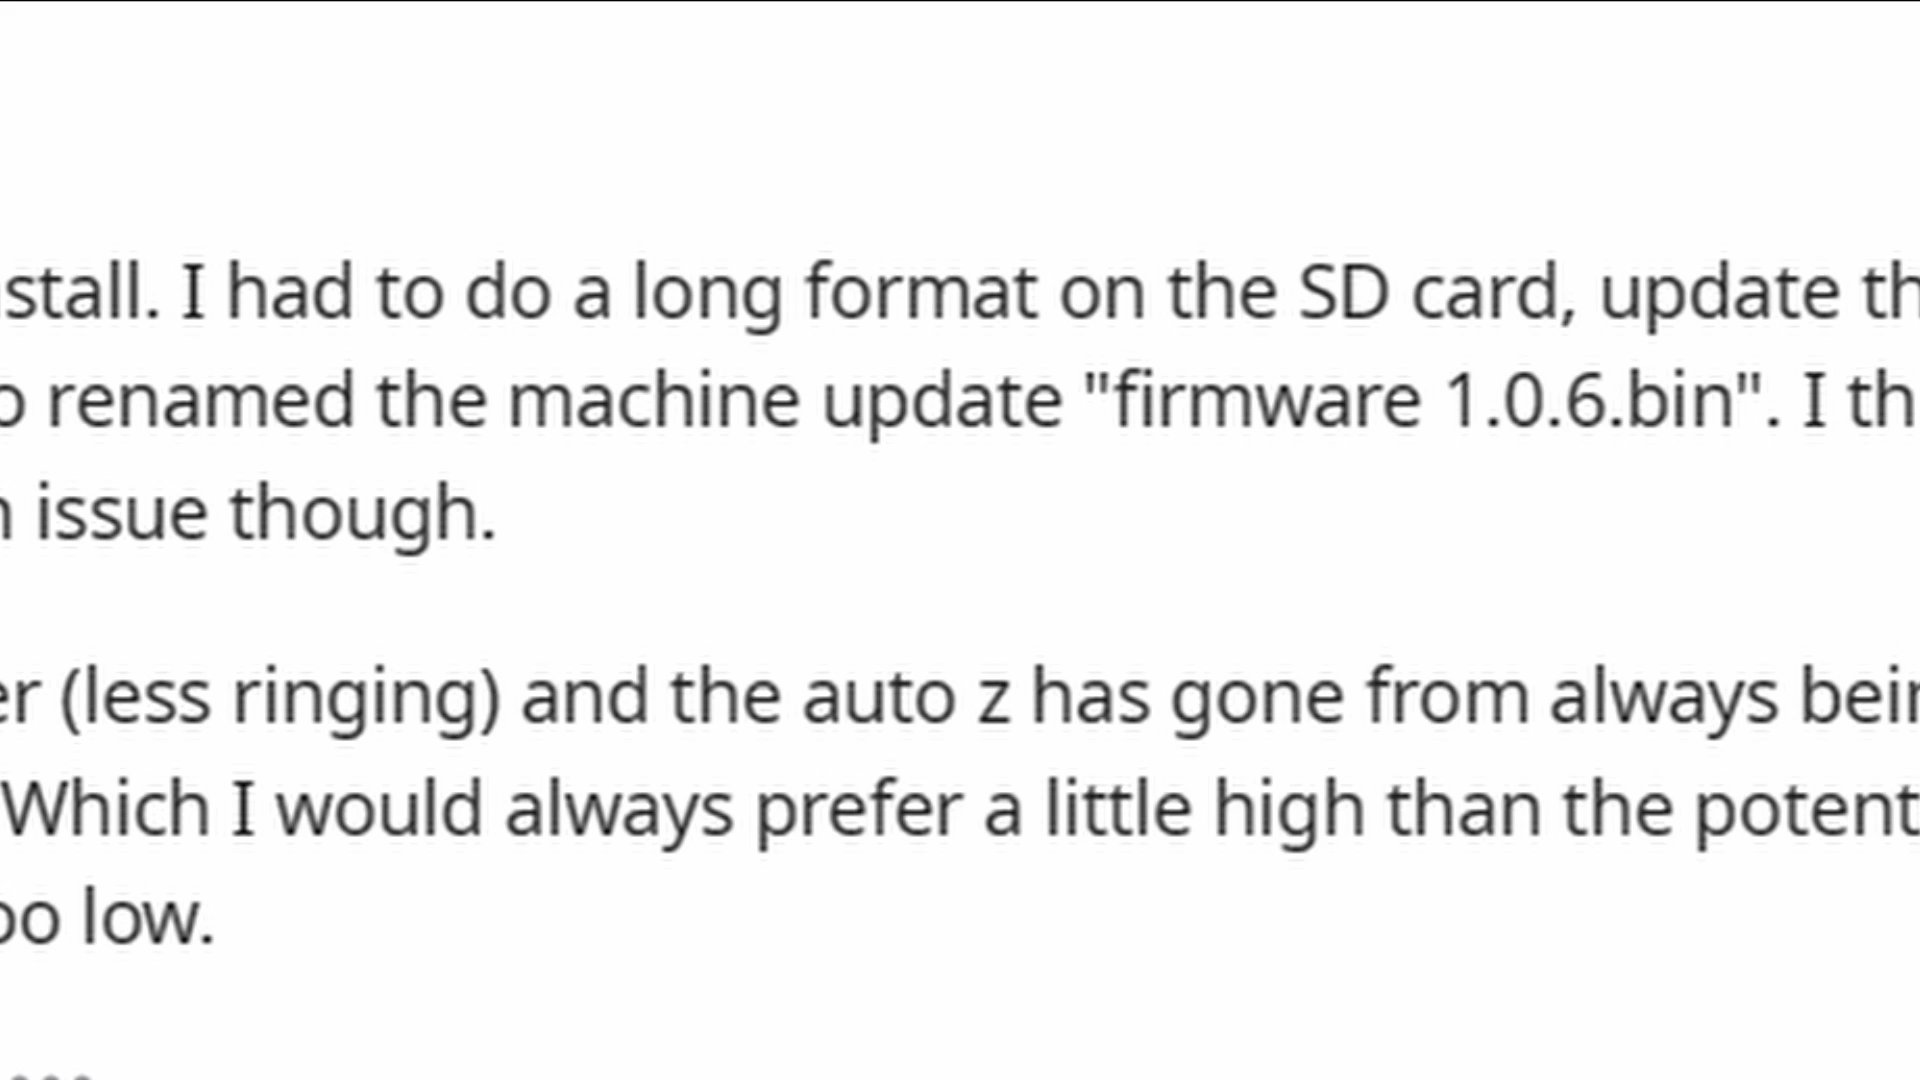 stall. I had to do a long format on the SD card, update th
o renamed the machine update "firmware 1.0.6.bin". I th
issue though.
er (less ringing) and the auto z has gone from always bein
Which I would always prefer a little high than the potent
oo low.